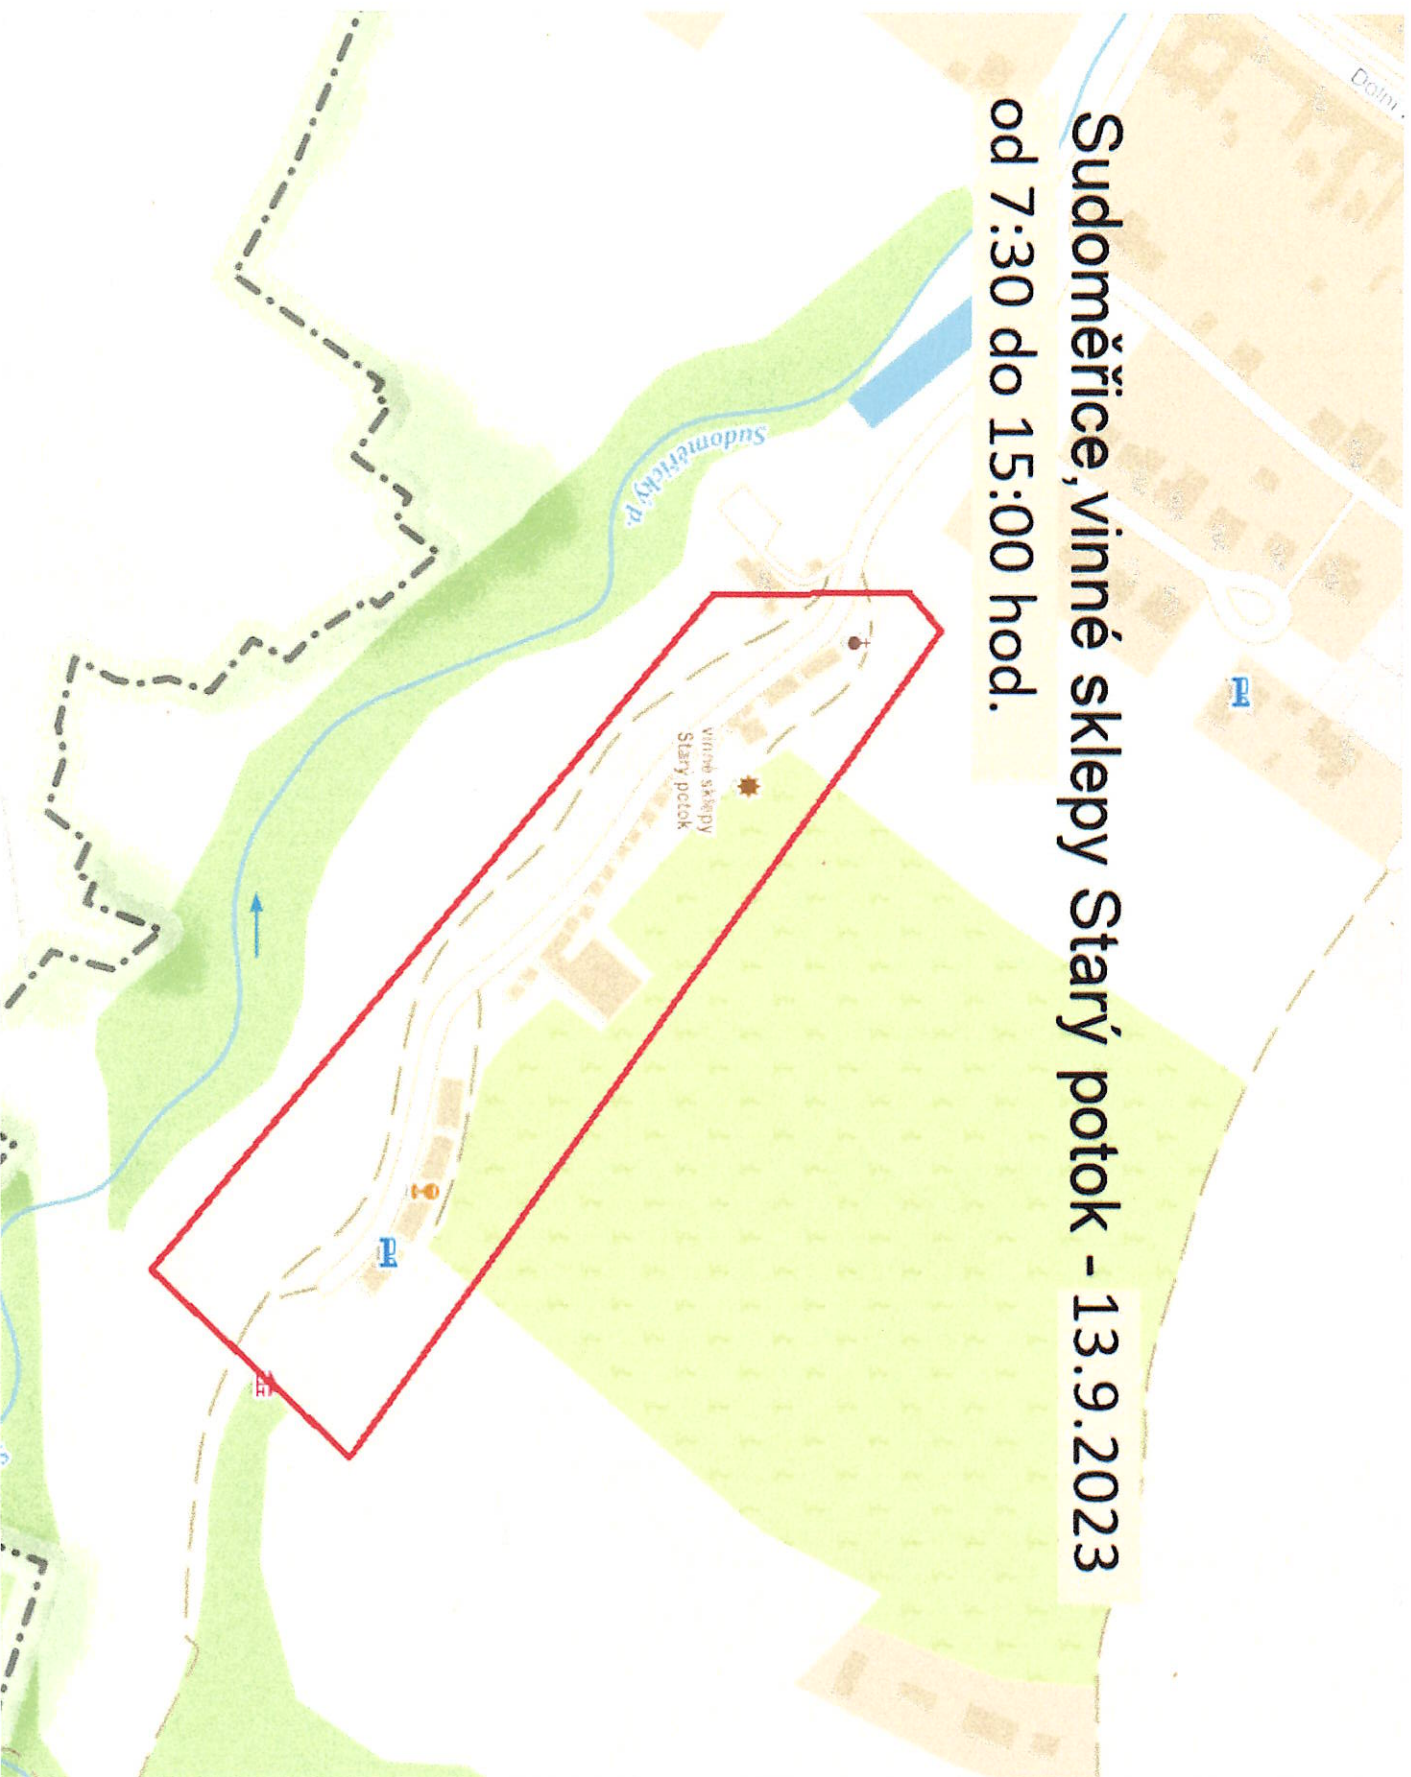 Sudoměřice,vinné sklepy Starý potok - 13.9.2023
od 7:30 do 15:00 hod.
Dolní
Sudoměřický p.
vinné sklepy
Starý potok